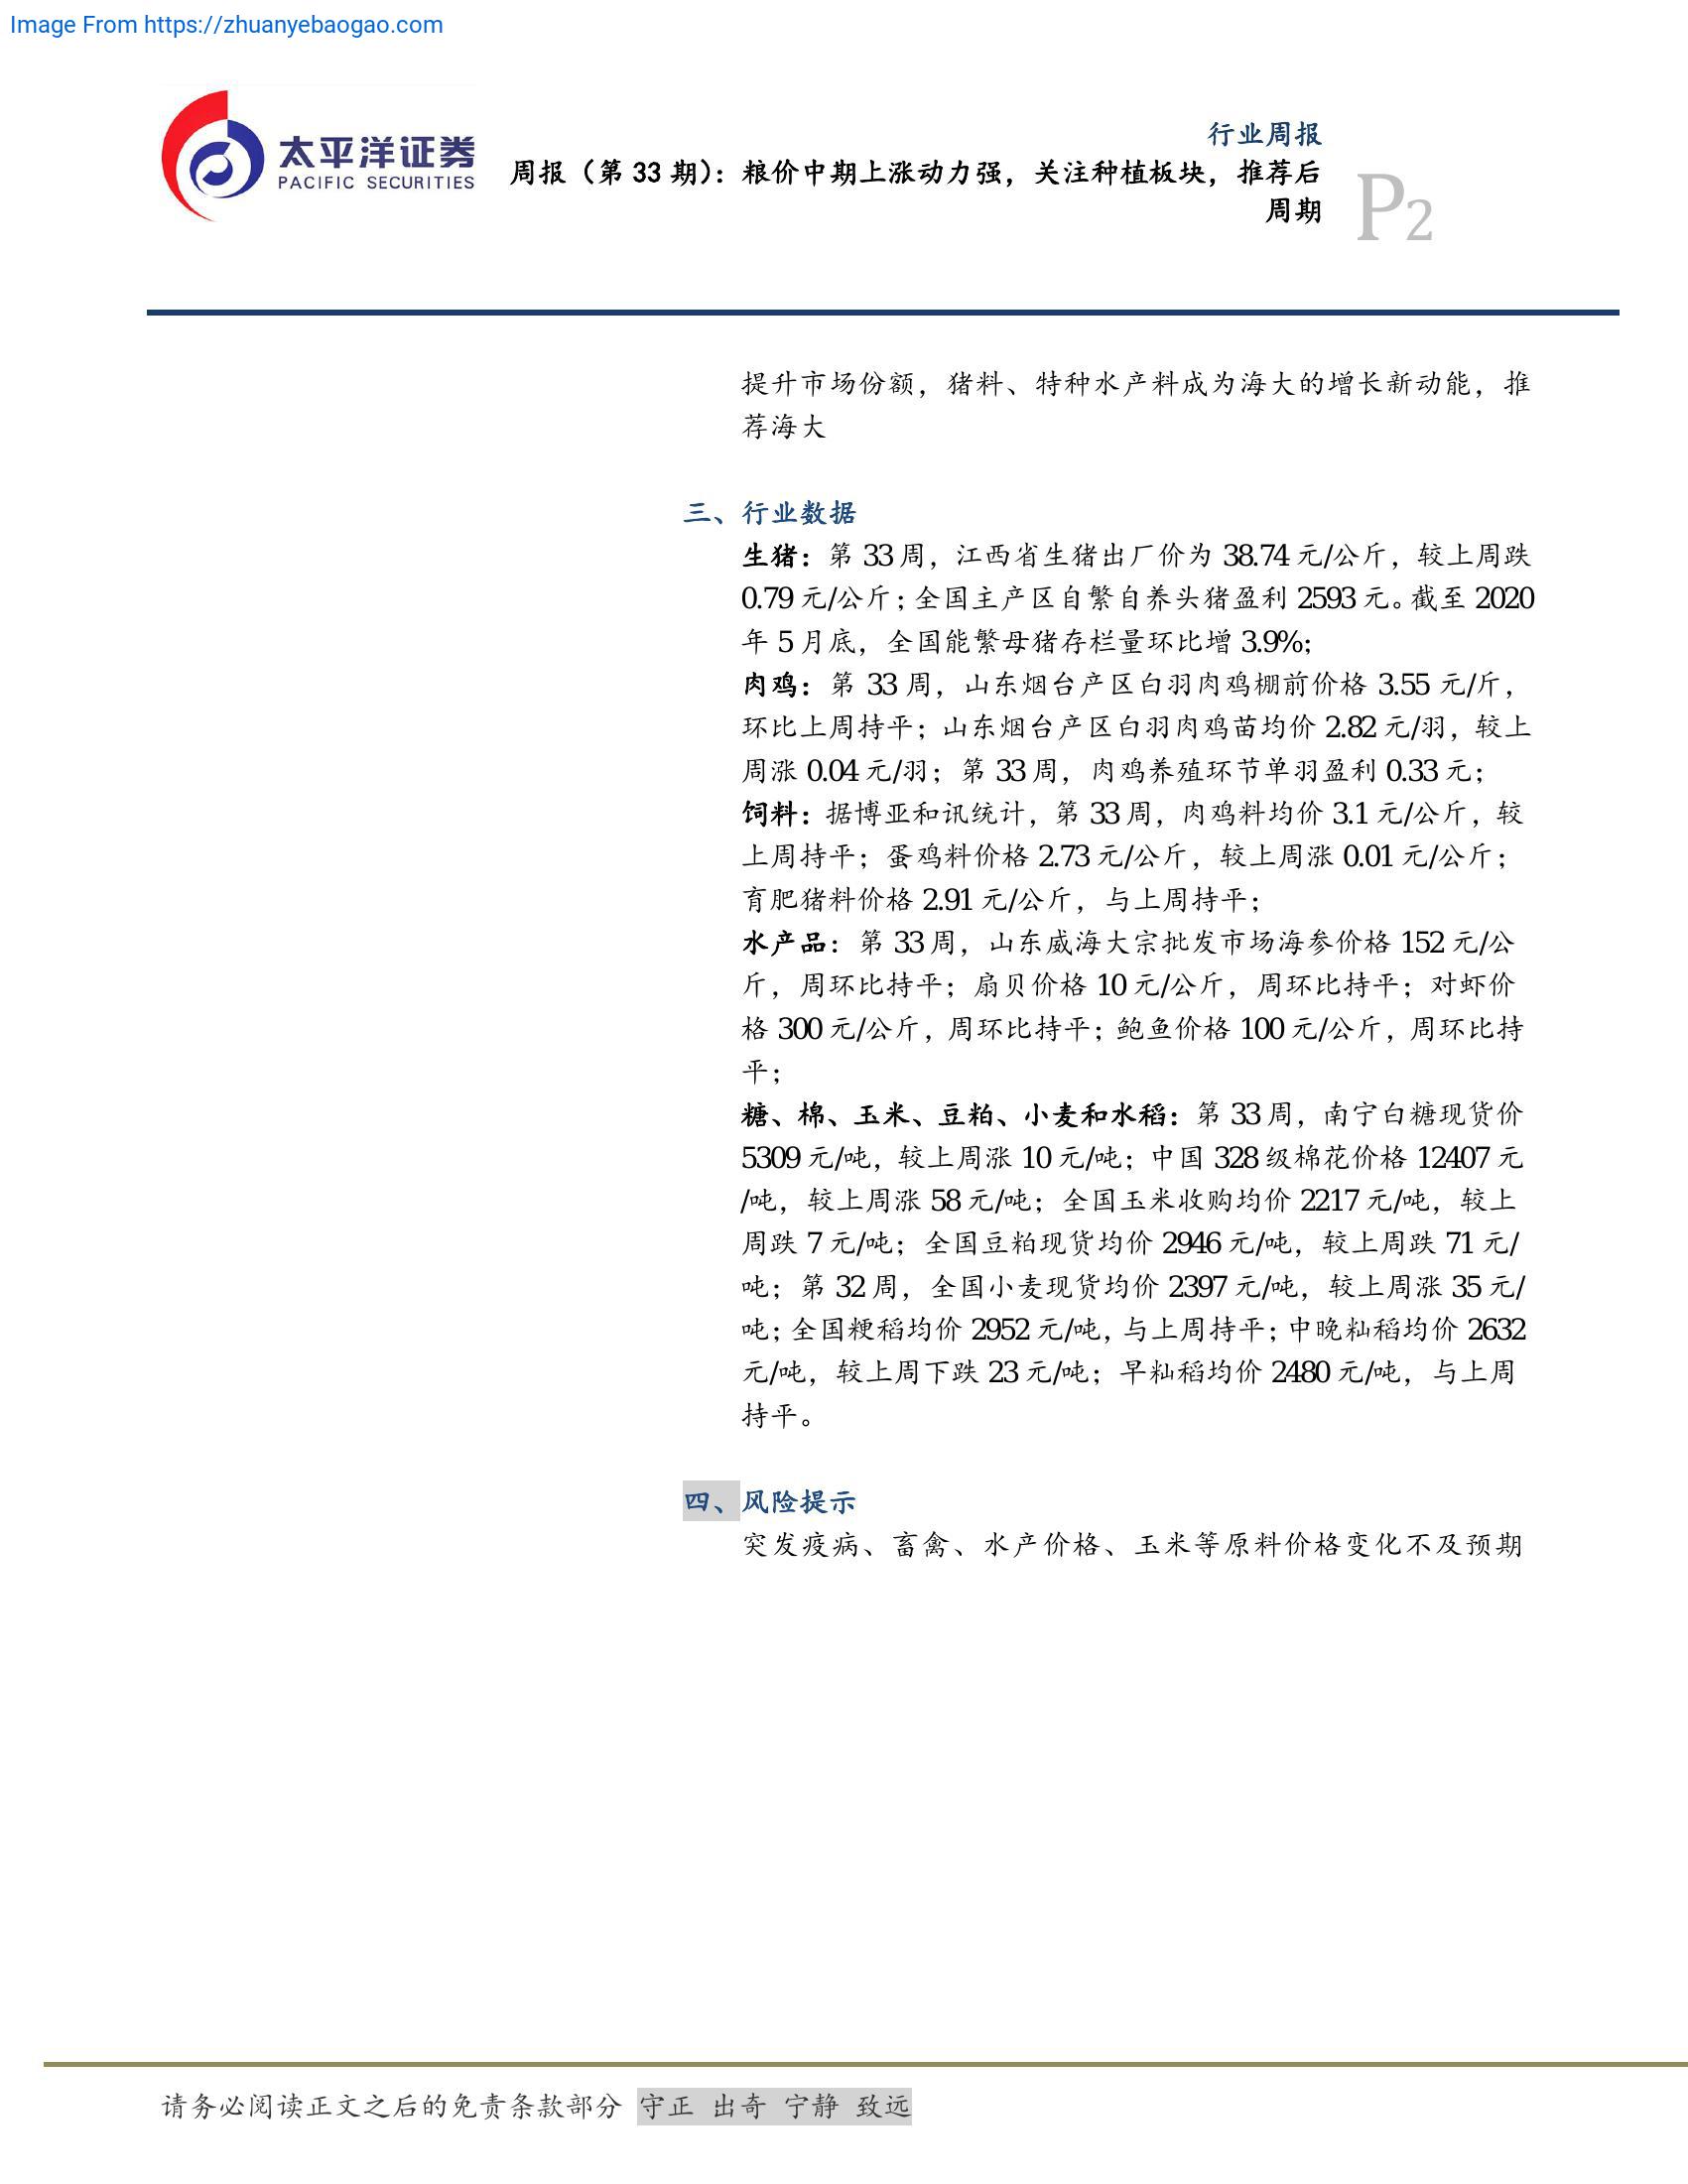 Image From https://zhuanyebaogao.com
太平洋证券
PACIFIC SECURITIES
行业周报
周报（第 33 期）：粮价中期上涨动力强，关注种植板块，推荐后
周期
P2
提升市场份额，猪料、特种水产料成为海大的增长新动能，推
荐海大
三、行业数据
生猪：第 33 周，江西省生猪出厂价为 38.74 元/公斤，较上周跌
0.79 元/公斤；全国主产区自繁自养头猪盈利 2593 元。截至 2020
年 5 月底，全国能繁母猪存栏量环比增 3.9%；
肉鸡：第 33 周，山东烟台产区白羽肉鸡棚前价格 3.55 元/斤，
环比上周持平；山东烟台产区白羽肉鸡苗均价 2.82 元/羽，较上
周涨 0.04 元/羽；第 33 周，肉鸡养殖环节单羽盈利 0.33 元；
饲料：据博亚和讯统计，第 33 周，肉鸡料均价 3.1 元/公斤，较
上周持平；蛋鸡料价格 2.73 元/公斤，较上周涨 0.01 元/公斤；
育肥猪料价格 2.91 元/公斤，与上周持平；
水产品：第 33 周，山东威海大宗批发市场海参价格 152 元/公
斤，周环比持平；扇贝价格 10 元/公斤，周环比持平；对虾价
格 300 元/公斤，周环比持平；鲍鱼价格 100 元/公斤，周环比持
平；
糖、棉、玉米、豆粕、小麦和水稻：第 33 周，南宁白糖现货价
5309 元/吨，较上周涨 10 元/吨；中国 328 级棉花价格 12407 元
/吨，较上周涨 58 元/吨；全国玉米收购均价 2217 元/吨，较上
周跌 7 元/吨；全国豆粕现货均价 2946 元/吨，较上周跌 71 元/
吨；第 32 周，全国小麦现货均价 2397 元/吨，较上周涨 35 元/
吨；全国粳稻均价 2952 元/吨，与上周持平；中晚籼稻均价 2632
元/吨，较上周下跌 23 元/吨；早籼稻均价 2480 元/吨，与上周
持平。
四、风险提示
突发疫病、畜禽、水产价格、玉米等原料价格变化不及预期
请务必阅读正文之后的免责条款部分 守正 出奇 宁静 致远